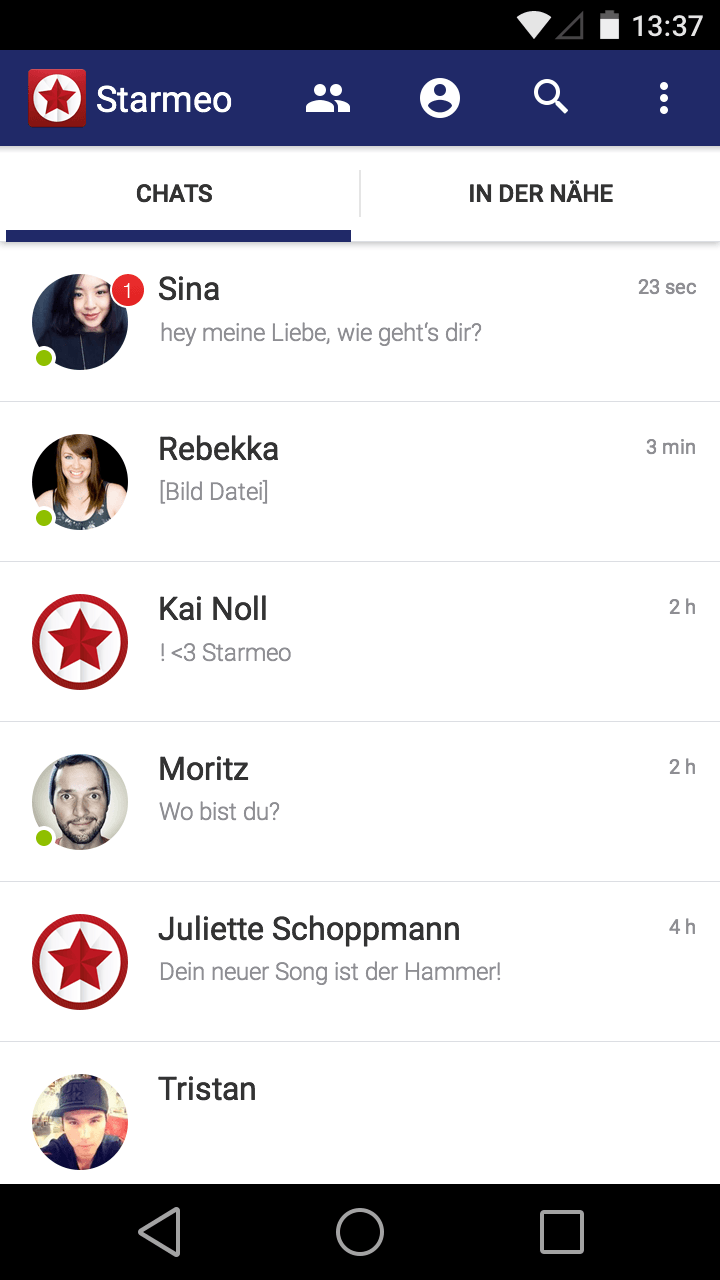 13:37
Starmeo
CHATS
IN DER NÄHE
1
Sina
23 sec
hey meine Liebe, wie geht‘s dir?
Rebekka
3 min
[Bild Datei]
Kai Noll
2 h
! <3 Starmeo
Moritz
2 h
Wo bist du?
Juliette Schoppmann
4 h
Dein neuer Song ist der Hammer!
Tristan